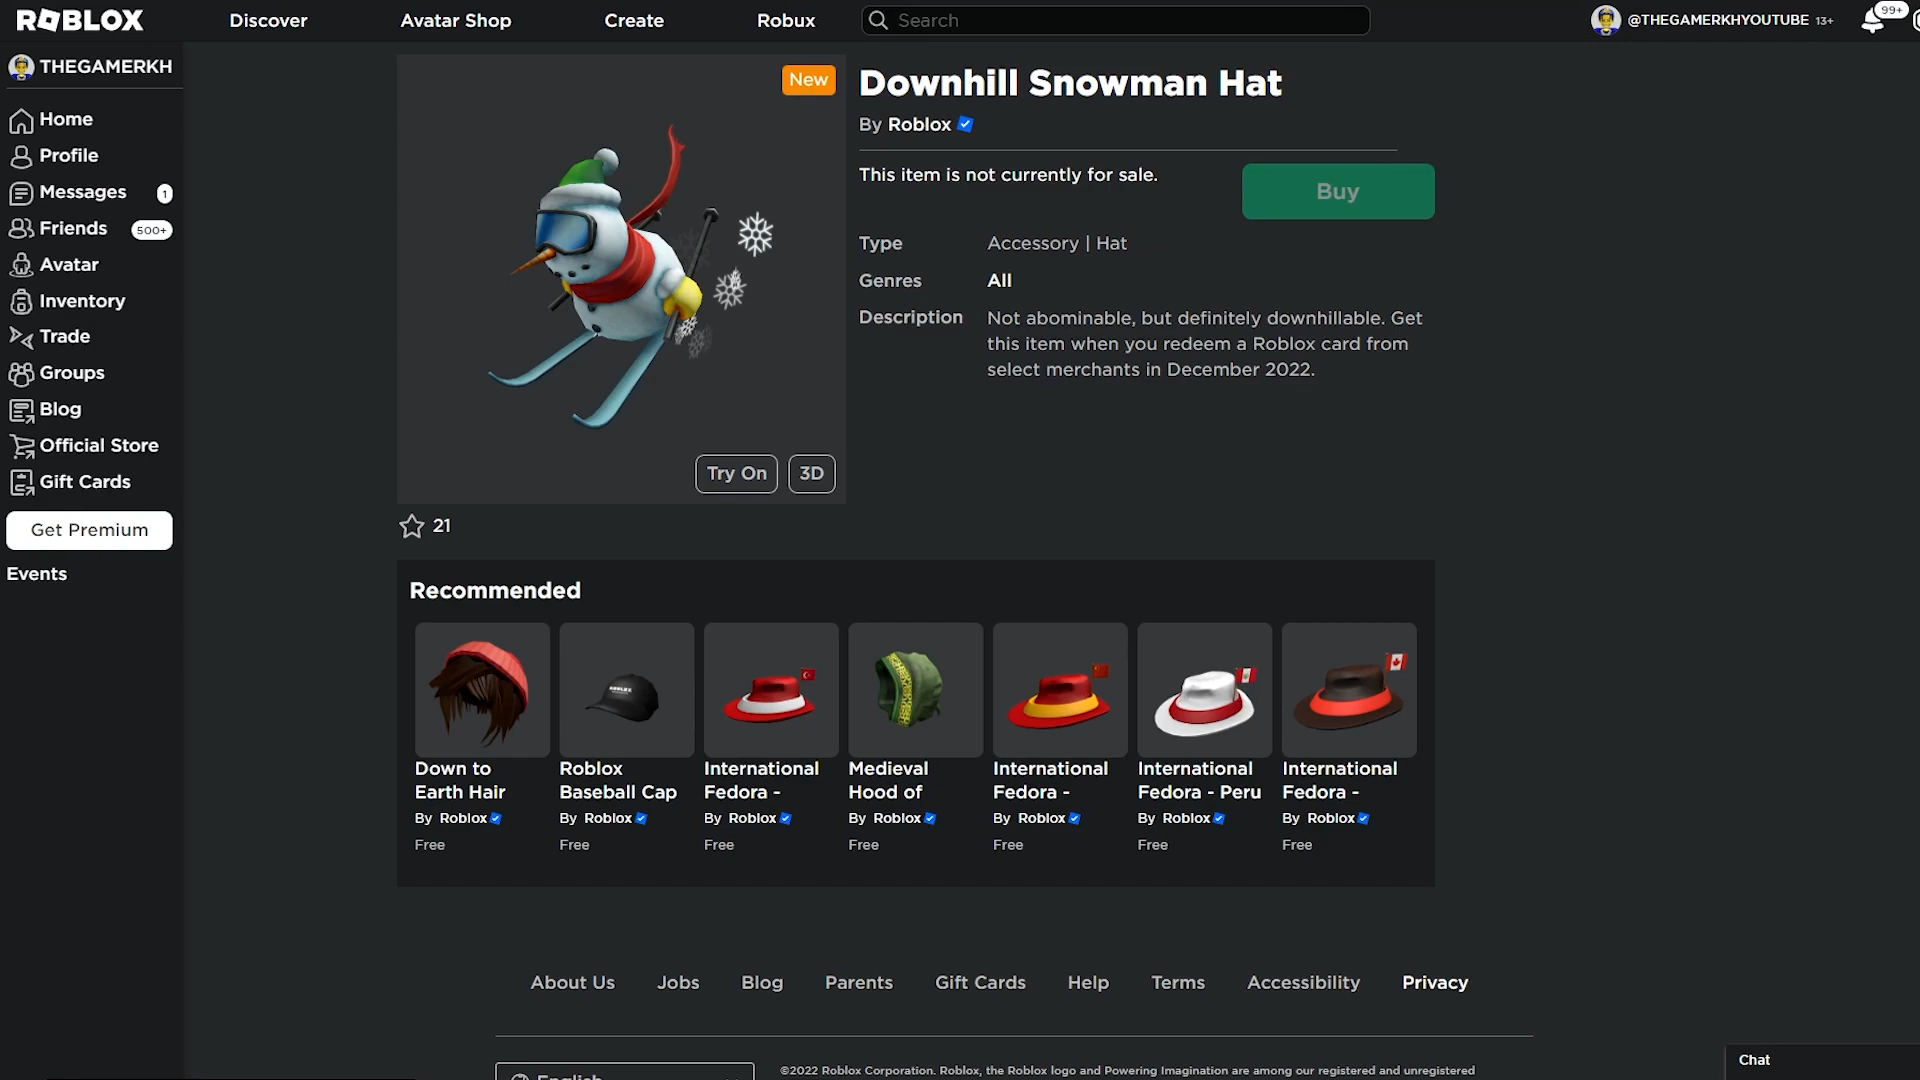 ROBLOX
Discover
Avatar Shop
Create
Robux
Search
@THEGAMERKHYOUTUBE 13+
99+
THEGAMERKH
Home
Profile
Messages 1
Friends 500+
Avatar
Inventory
Trade
Groups
Blog
Official Store
Gift Cards
Get Premium
Events
New
Try On
3D
21
Downhill Snowman Hat
By Roblox
This item is not currently for sale.
Buy
Type Accessory | Hat
Genres All
Description Not abominable, but definitely downhillable. Get
this item when you redeem a Roblox card from
select merchants in December 2022.
Recommended
ROBLOX
Down to
Earth Hair
By Roblox
Free
Roblox
Baseball Cap
By Roblox
Free
International
Fedora -
By Roblox
Free
Medieval
Hood of
By Roblox
Free
International
Fedora -
By Roblox
Free
International
Fedora - Peru
By Roblox
Free
International
Fedora -
By Roblox
Free
About Us
Jobs
Blog
Parents
Gift Cards
Help
Terms
Accessibility
Privacy
English
©2022 Roblox Corporation. Roblox, the Roblox logo and Powering Imagination are among our registered and unregistered
Chat